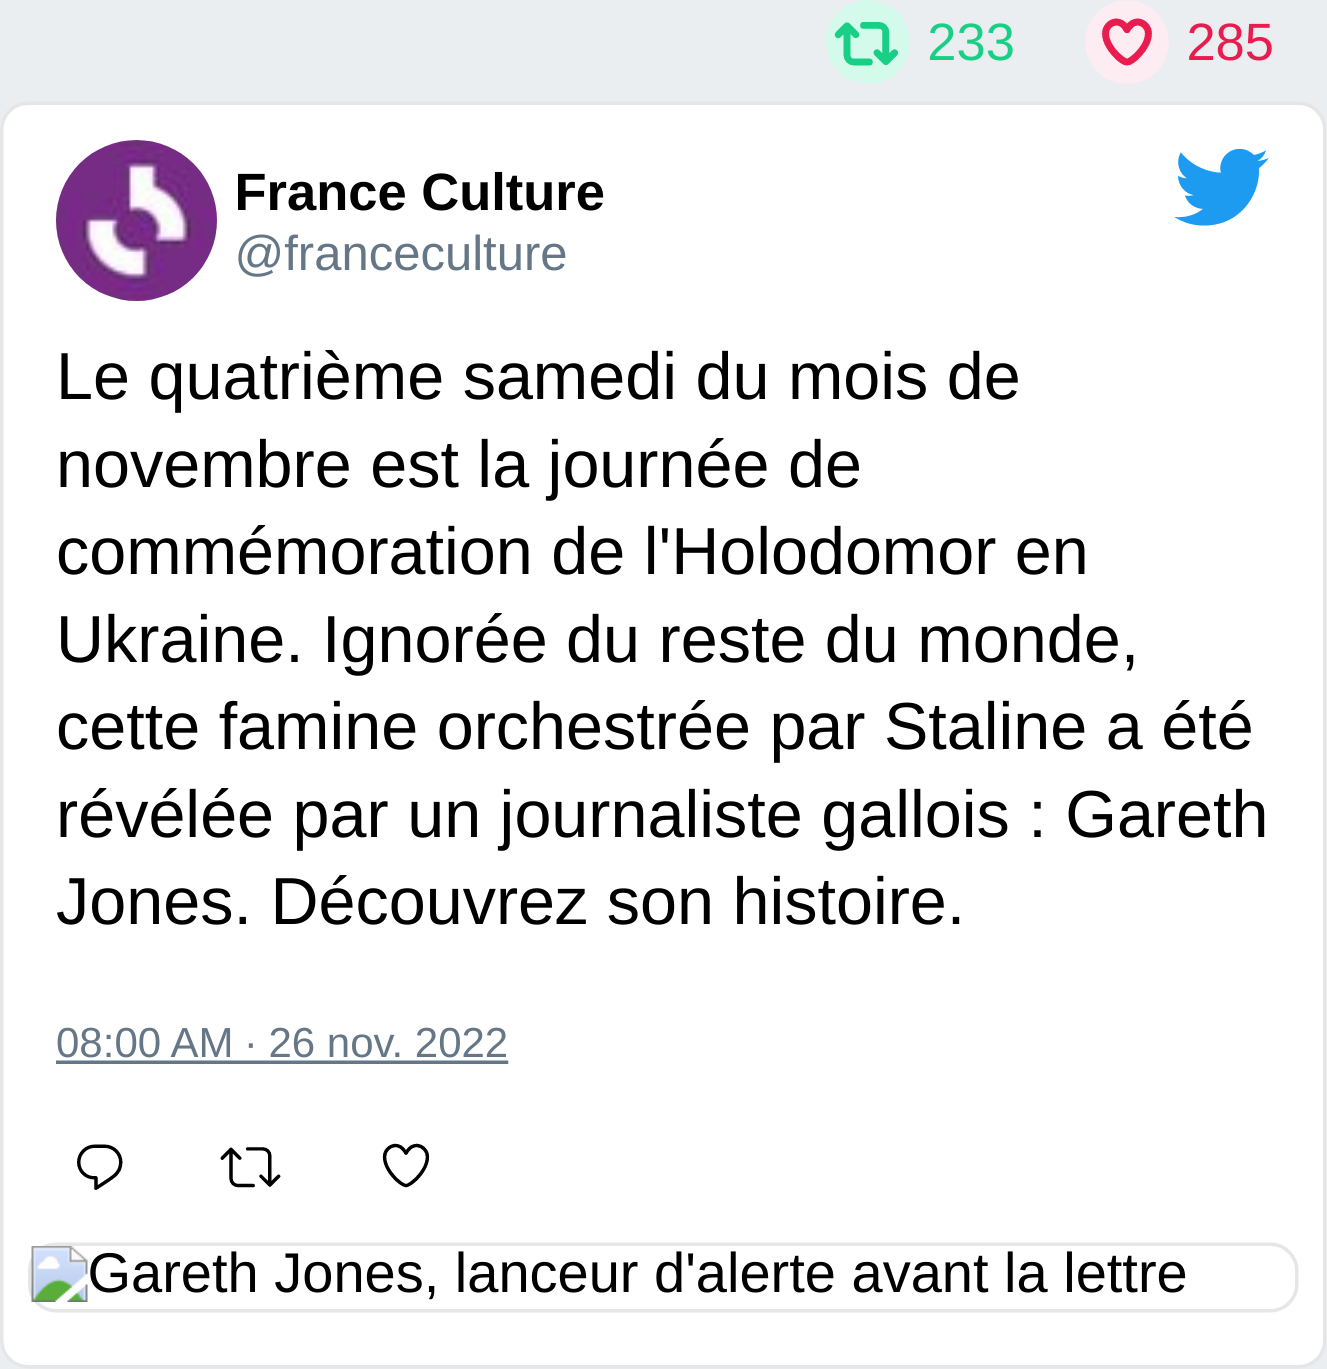 233 285
France Culture
@franceculture
Le quatrième samedi du mois de
novembre est la journée de
commémoration de l'Holodomor en
Ukraine. Ignorée du reste du monde,
cette famine orchestrée par Staline a été
révélée par un journaliste gallois : Gareth
Jones. Découvrez son histoire.
08:00 AM · 26 nov. 2022
Gareth Jones, lanceur d'alerte avant la lettre